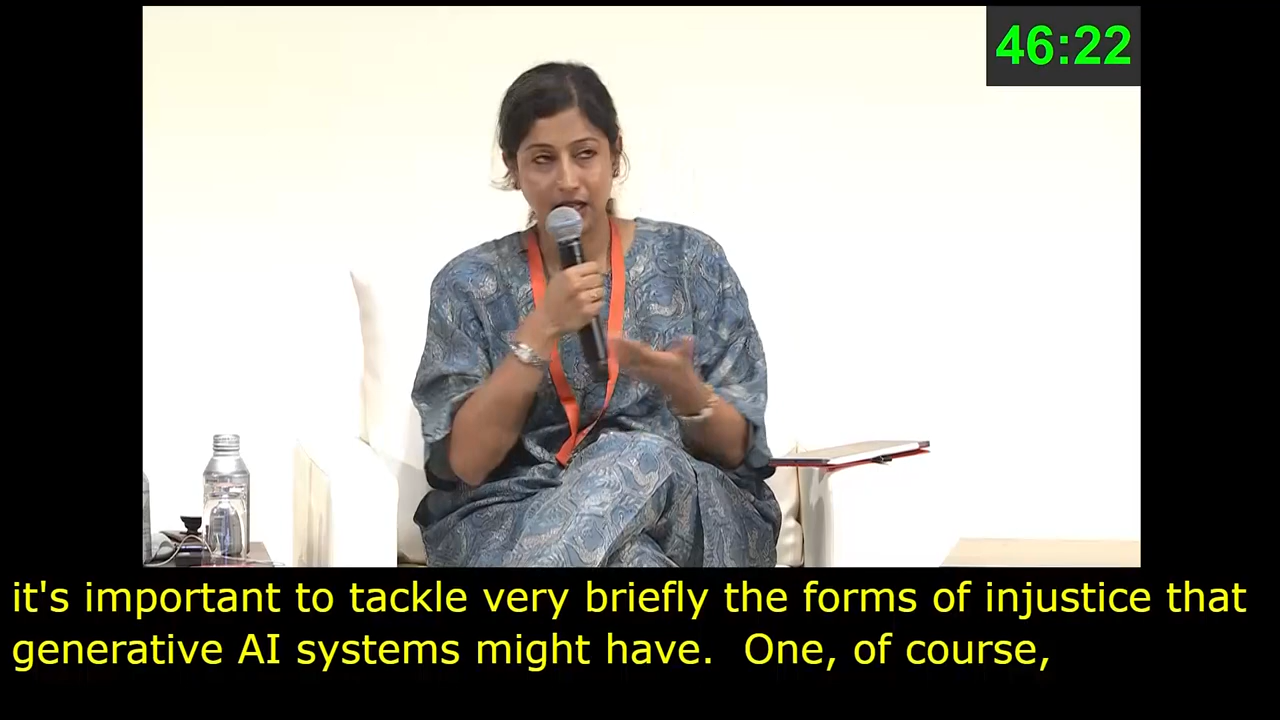 46:22
it's important to tackle very briefly the forms of injustice that
generative AI systems might have.  One, of course,